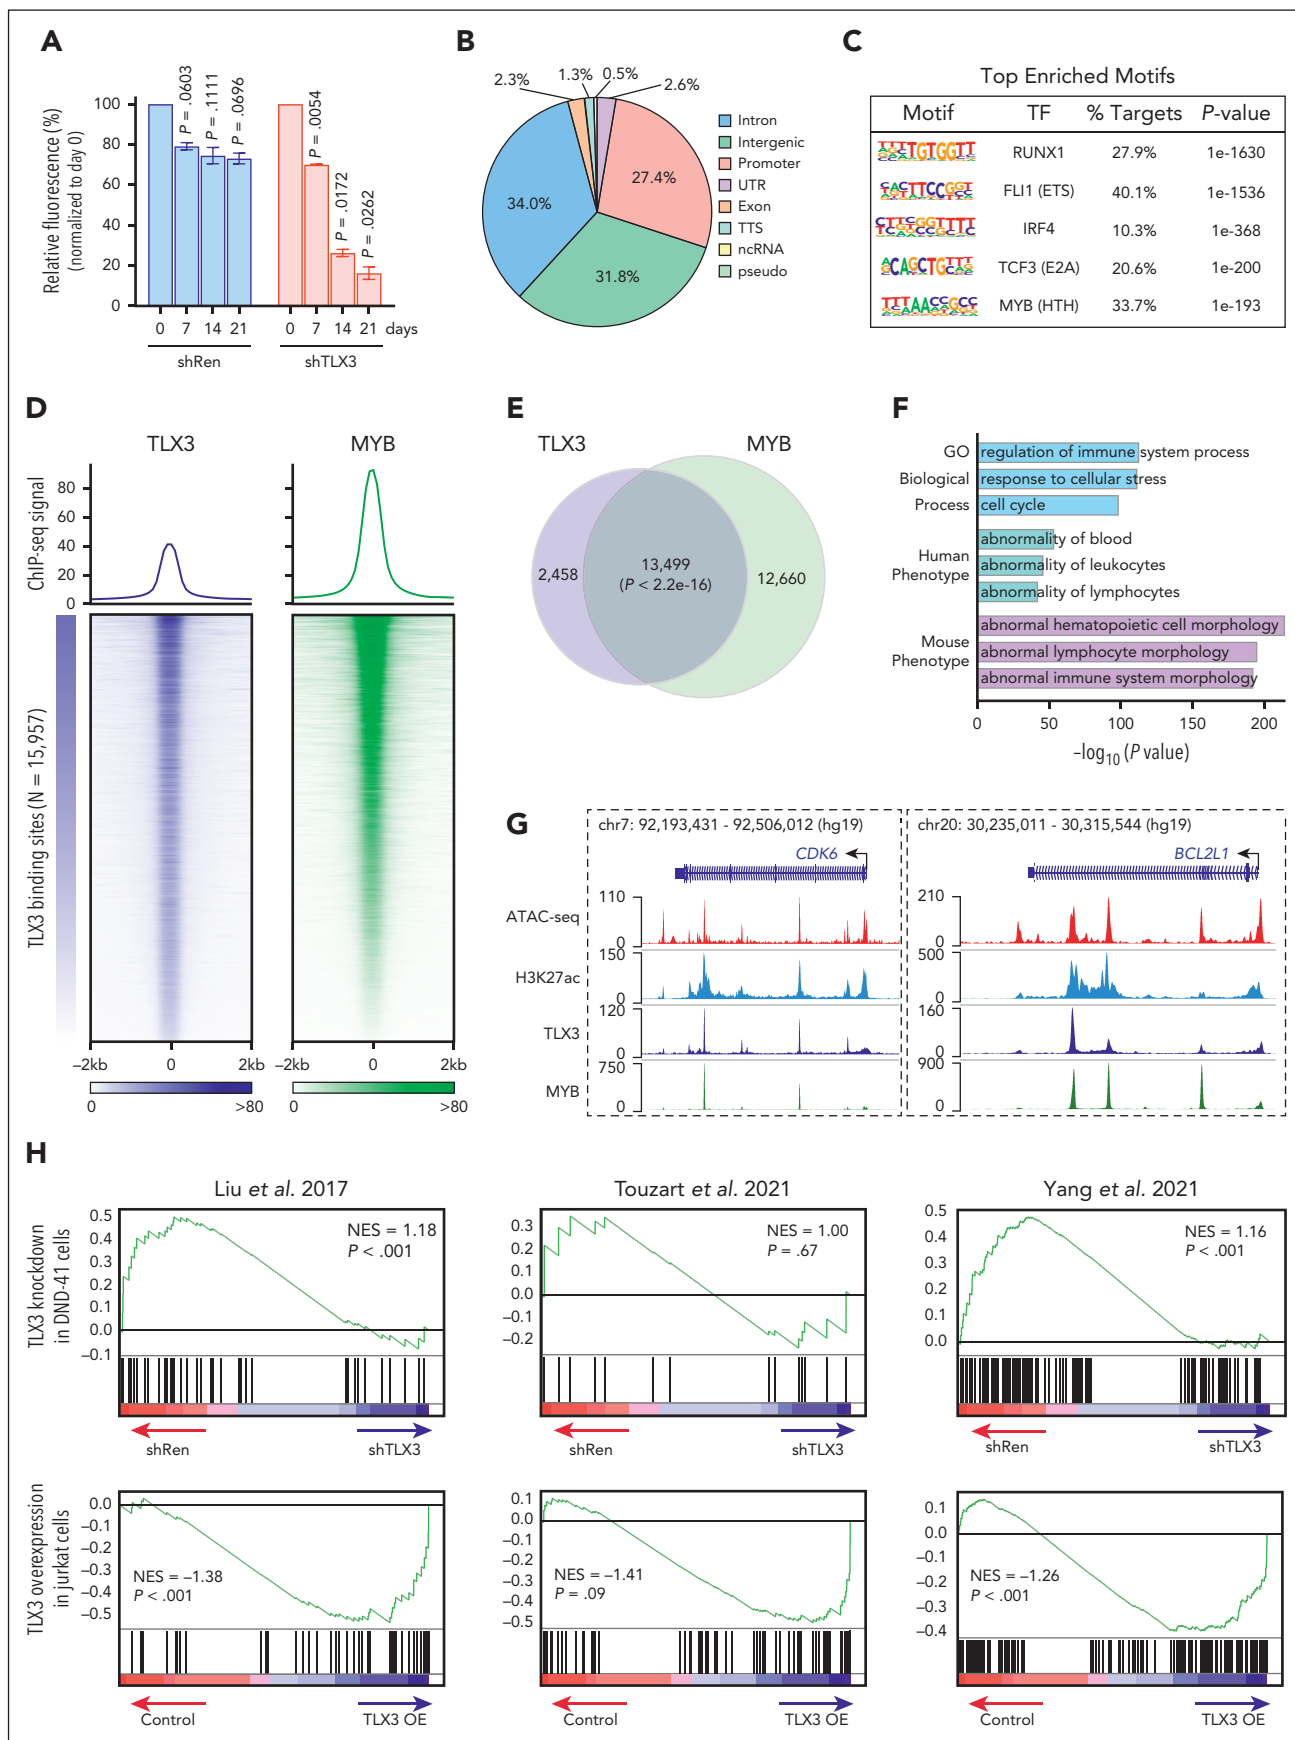 A
Relative fluorescence (%)
(normalized to day 0)
100
80
60
40
20
0
P = .0603
P = .1111
P = .0696
P = .0054
P = .0172
P = .0262
0 7 14 21 0 7 14 21 days
shRen shTLX3
B
2.3% 1.3% 0.5% 2.6%
27.4%
34.0%
31.8%
Intron
Intergenic
Promoter
UTR
Exon
TTS
ncRNA
pseudo
C
Top Enriched Motifs
Motif TF % Targets P-value
RUNX1 27.9% 1e-1630
FLI1 (ETS) 40.1% 1e-1536
IRF4 10.3% 1e-368
TCF3 (E2A) 20.6% 1e-200
MYB (HTH) 33.7% 1e-193
D
TLX3 MYB
ChIP-seq signal
80
60
40
20
0
TLX3 binding sites (N = 15,957)
–2kb 0 2kb –2kb 0 2kb
0 >80 0 >80
E
TLX3 MYB
2,458 13,499 12,660
(P < 2.2e-16)
F
GO
Biological
Process
regulation of immune system process
response to cellular stress
cell cycle
Human
Phenotype
abnormality of blood
abnormality of leukocytes
abnormality of lymphocytes
Mouse
Phenotype
abnormal hematopoietic cell morphology
abnormal lymphocyte morphology
abnormal immune system morphology
0 50 100 150 200
–log10 (P value)
G
chr7: 92,193,431 - 92,506,012 (hg19) chr20: 30,235,011 - 30,315,544 (hg19)
CDK6 BCL2L1
ATAC-seq 110 0 210 0
H3K27ac 150 0 500 0
TLX3 120 0 160 0
MYB 750 0 900 0
H
Liu et al. 2017 Touzart et al. 2021 Yang et al. 2021
TLX3 knockdown
in DND-41 cells
0.5
0.4
0.3
0.2
0.1
0.0
–0.1
NES = 1.18
P < .001
shRen shTLX3
0.3
0.2
0.1
0.0
–0.1
–0.2
NES = 1.00
P = .67
shRen shTLX3
0.5
0.4
0.3
0.2
0.1
0.0
NES = 1.16
P < .001
shRen shTLX3
TLX3 overexpression
in jurkat cells
0.0
–0.1
–0.2
–0.3
–0.4
–0.5
NES = –1.38
P < .001
Control TLX3 OE
0.1
0.0
–0.1
–0.2
–0.3
–0.4
–0.5
NES = –1.41
P = .09
Control TLX3 OE
0.1
0.0
–0.1
–0.2
–0.3
–0.4
NES = –1.26
P < .001
Control TLX3 OE